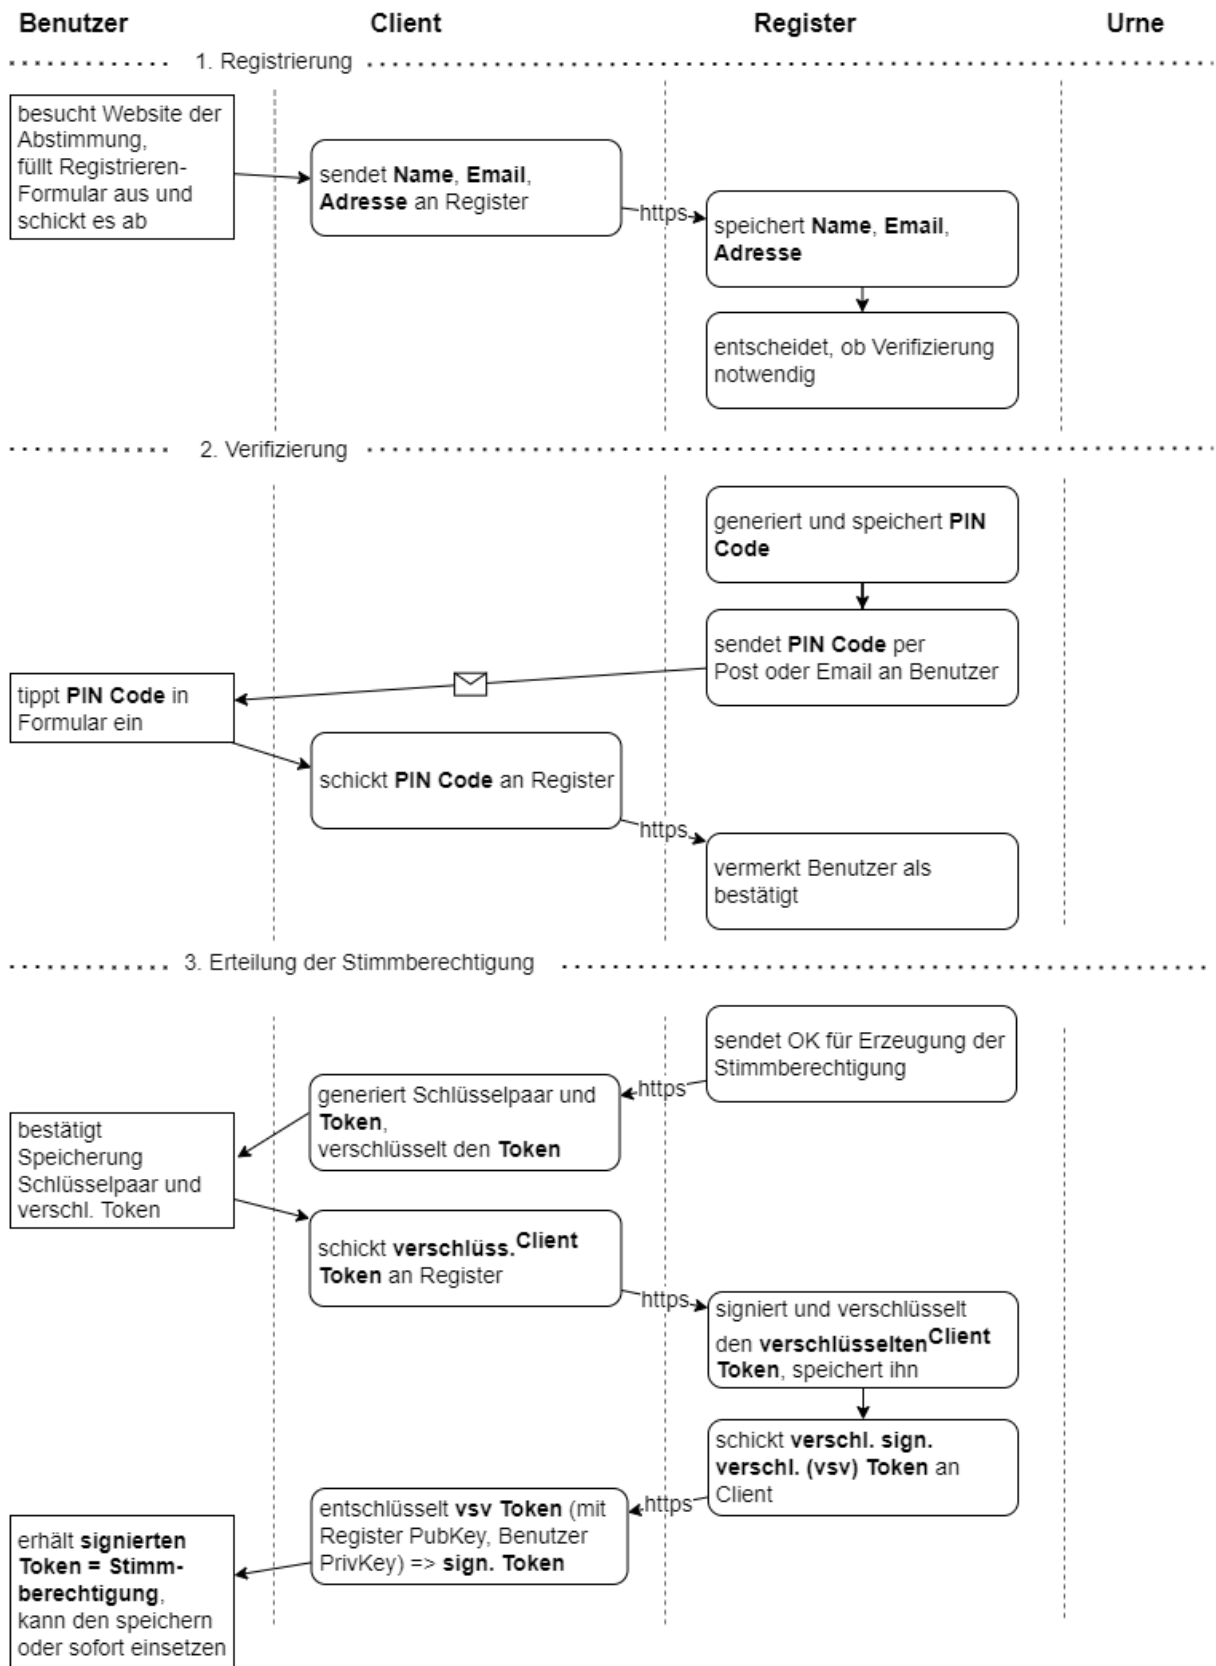 Benutzer
Client
Register
Urne
1. Registrierung
besucht Website der
Abstimmung,
füllt Registrieren-
Formular aus und
schickt es ab
sendet Name, Email,
Adresse an Register
https
speichert Name, Email,
Adresse
entscheidet, ob Verifizierung
notwendig
2. Verifizierung
generiert und speichert PIN
Code
sendet PIN Code per
Post oder Email an Benutzer
tippt PIN Code in
Formular ein
schickt PIN Code an Register
https
vermerkt Benutzer als
bestätigt
3. Erteilung der Stimmberechtigung
sendet OK für Erzeugung der
Stimmberechtigung
https
generiert Schlüsselpaar und
Token,
verschlüsselt den Token
bestätigt
Speicherung
Schlüsselpaar und
verschl. Token
schickt verschlüss.Client
Token an Register
https
signiert und verschlüsselt
den verschlüsseltenClient
Token, speichert ihn
schickt verschl. sign.
verschl. (vsv) Token an
Client
https
entschlüsselt vsv Token (mit
Register PubKey, Benutzer
PrivKey) => sign. Token
erhält signierten
Token = Stimm-
berechtigung,
kann den speichern
oder sofort einsetzen